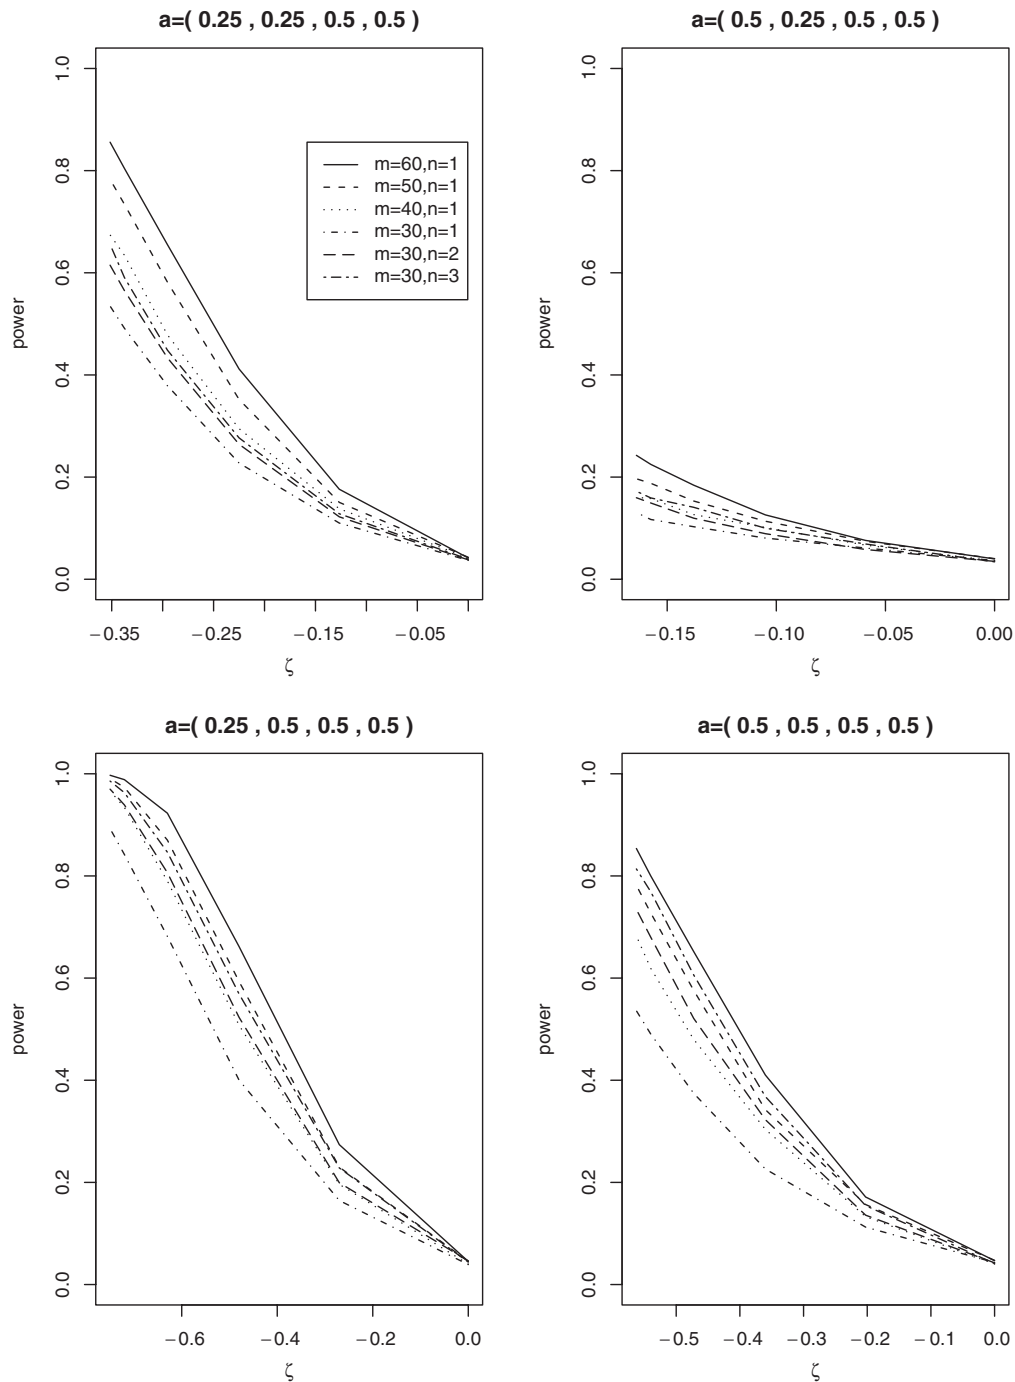 a=( 0.25 , 0.25 , 0.5 , 0.5 )
power
1.0
0.8
0.6
0.4
0.2
0.0
m=60,n=1
m=50,n=1
m=40,n=1
m=30,n=1
m=30,n=2
m=30,n=3
−0.35 −0.25 −0.15 −0.05
ζ
a=( 0.5 , 0.25 , 0.5 , 0.5 )
power
1.0
0.8
0.6
0.4
0.2
0.0
−0.15 −0.10 −0.05 0.00
ζ
a=( 0.25 , 0.5 , 0.5 , 0.5 )
power
1.0
0.8
0.6
0.4
0.2
0.0
−0.6 −0.4 −0.2 0.0
ζ
a=( 0.5 , 0.5 , 0.5 , 0.5 )
power
1.0
0.8
0.6
0.4
0.2
0.0
−0.5 −0.4 −0.3 −0.2 −0.1 0.0
ζ